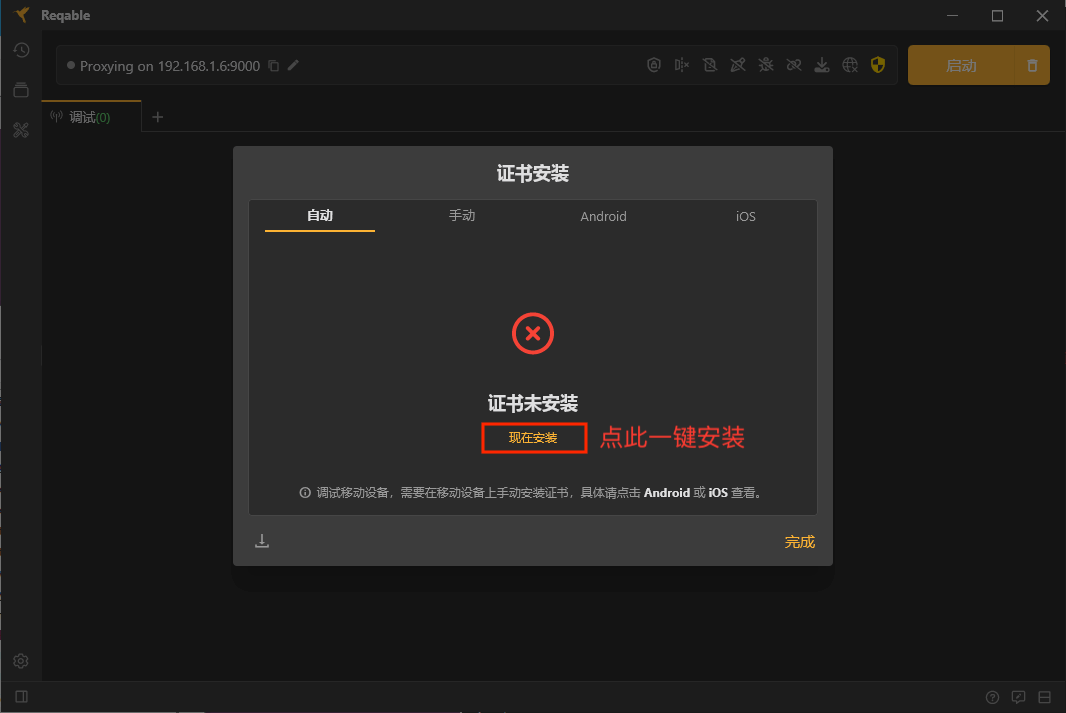 Reqable
Proxying on 192.168.1.6:9000
启动
调试(0)
证书安装
自动
手动
Android
iOS
证书未安装
现在安装
点此一键安装
调试移动设备，需要在移动设备上手动安装证书，具体请点击 Android 或 iOS 查看。
完成